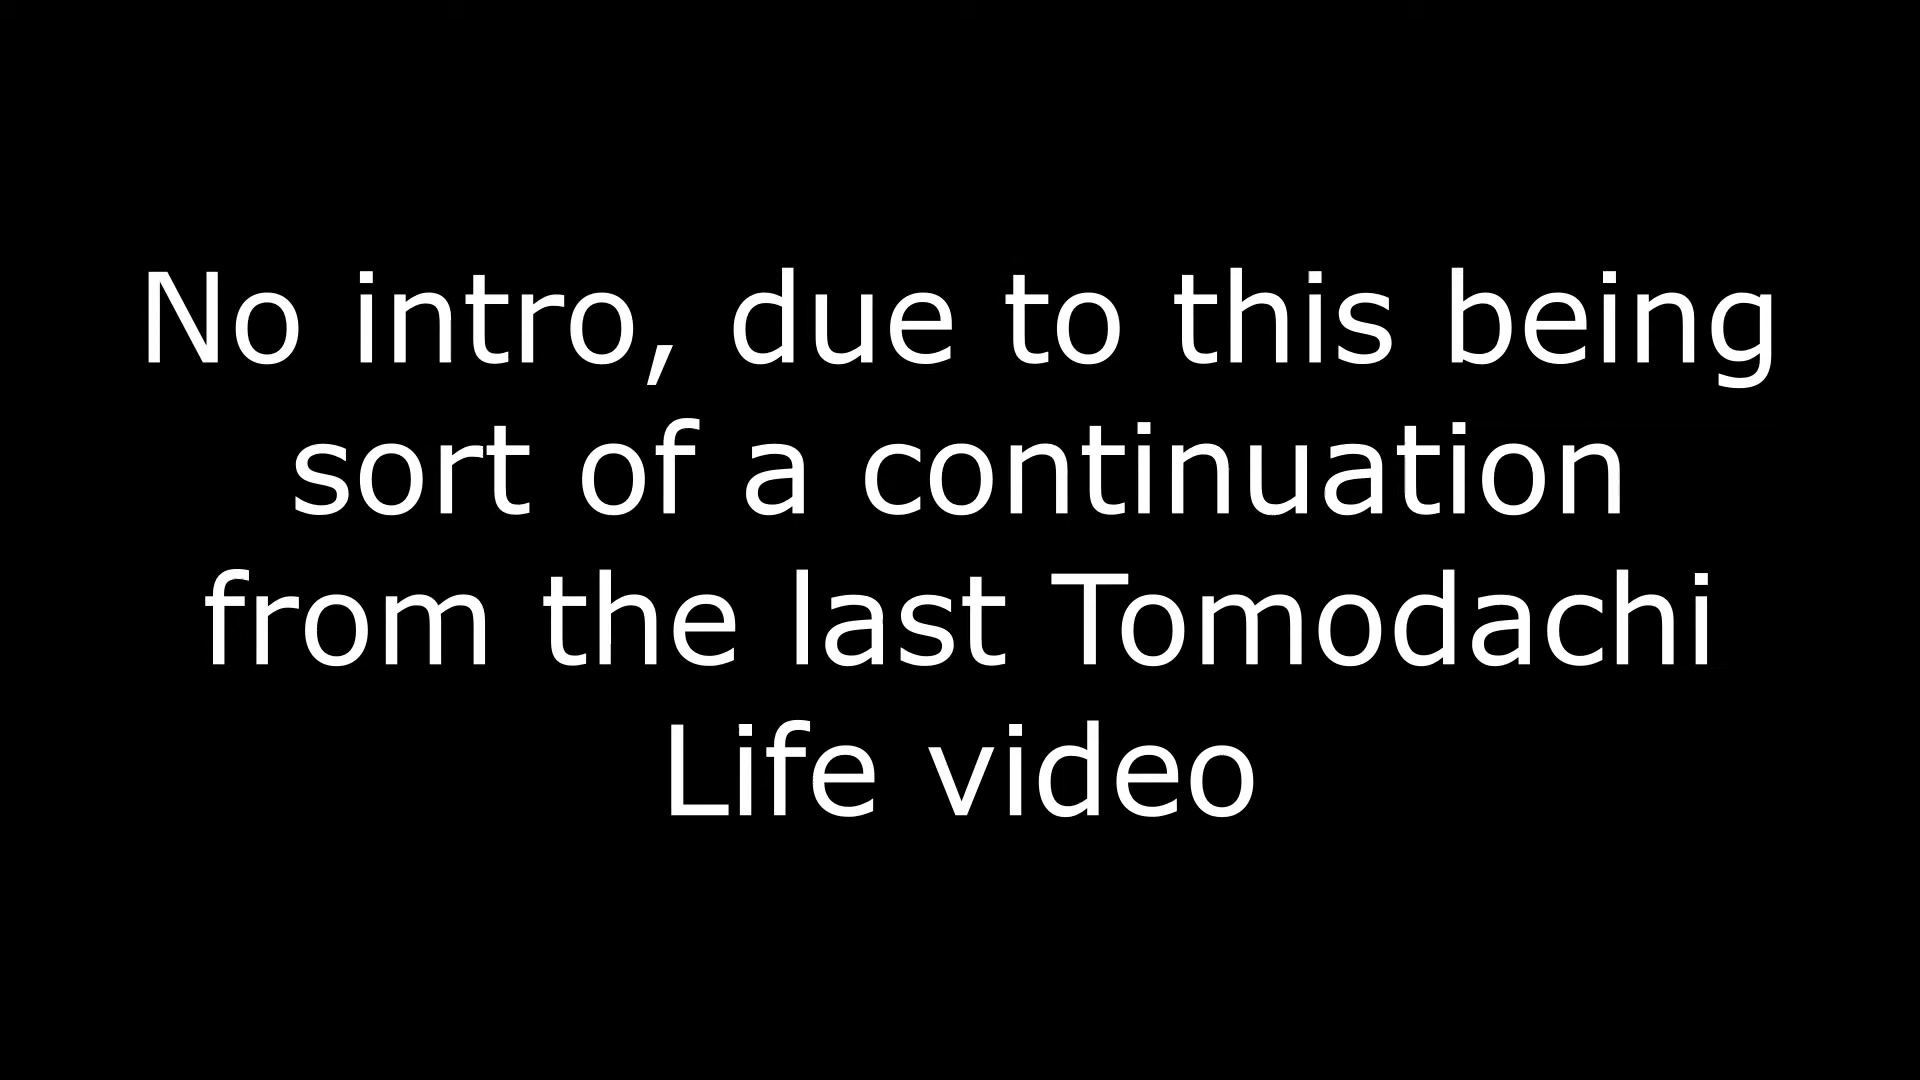 No intro, due to this being
sort of a continuation
from the last Tomodachi
Life video